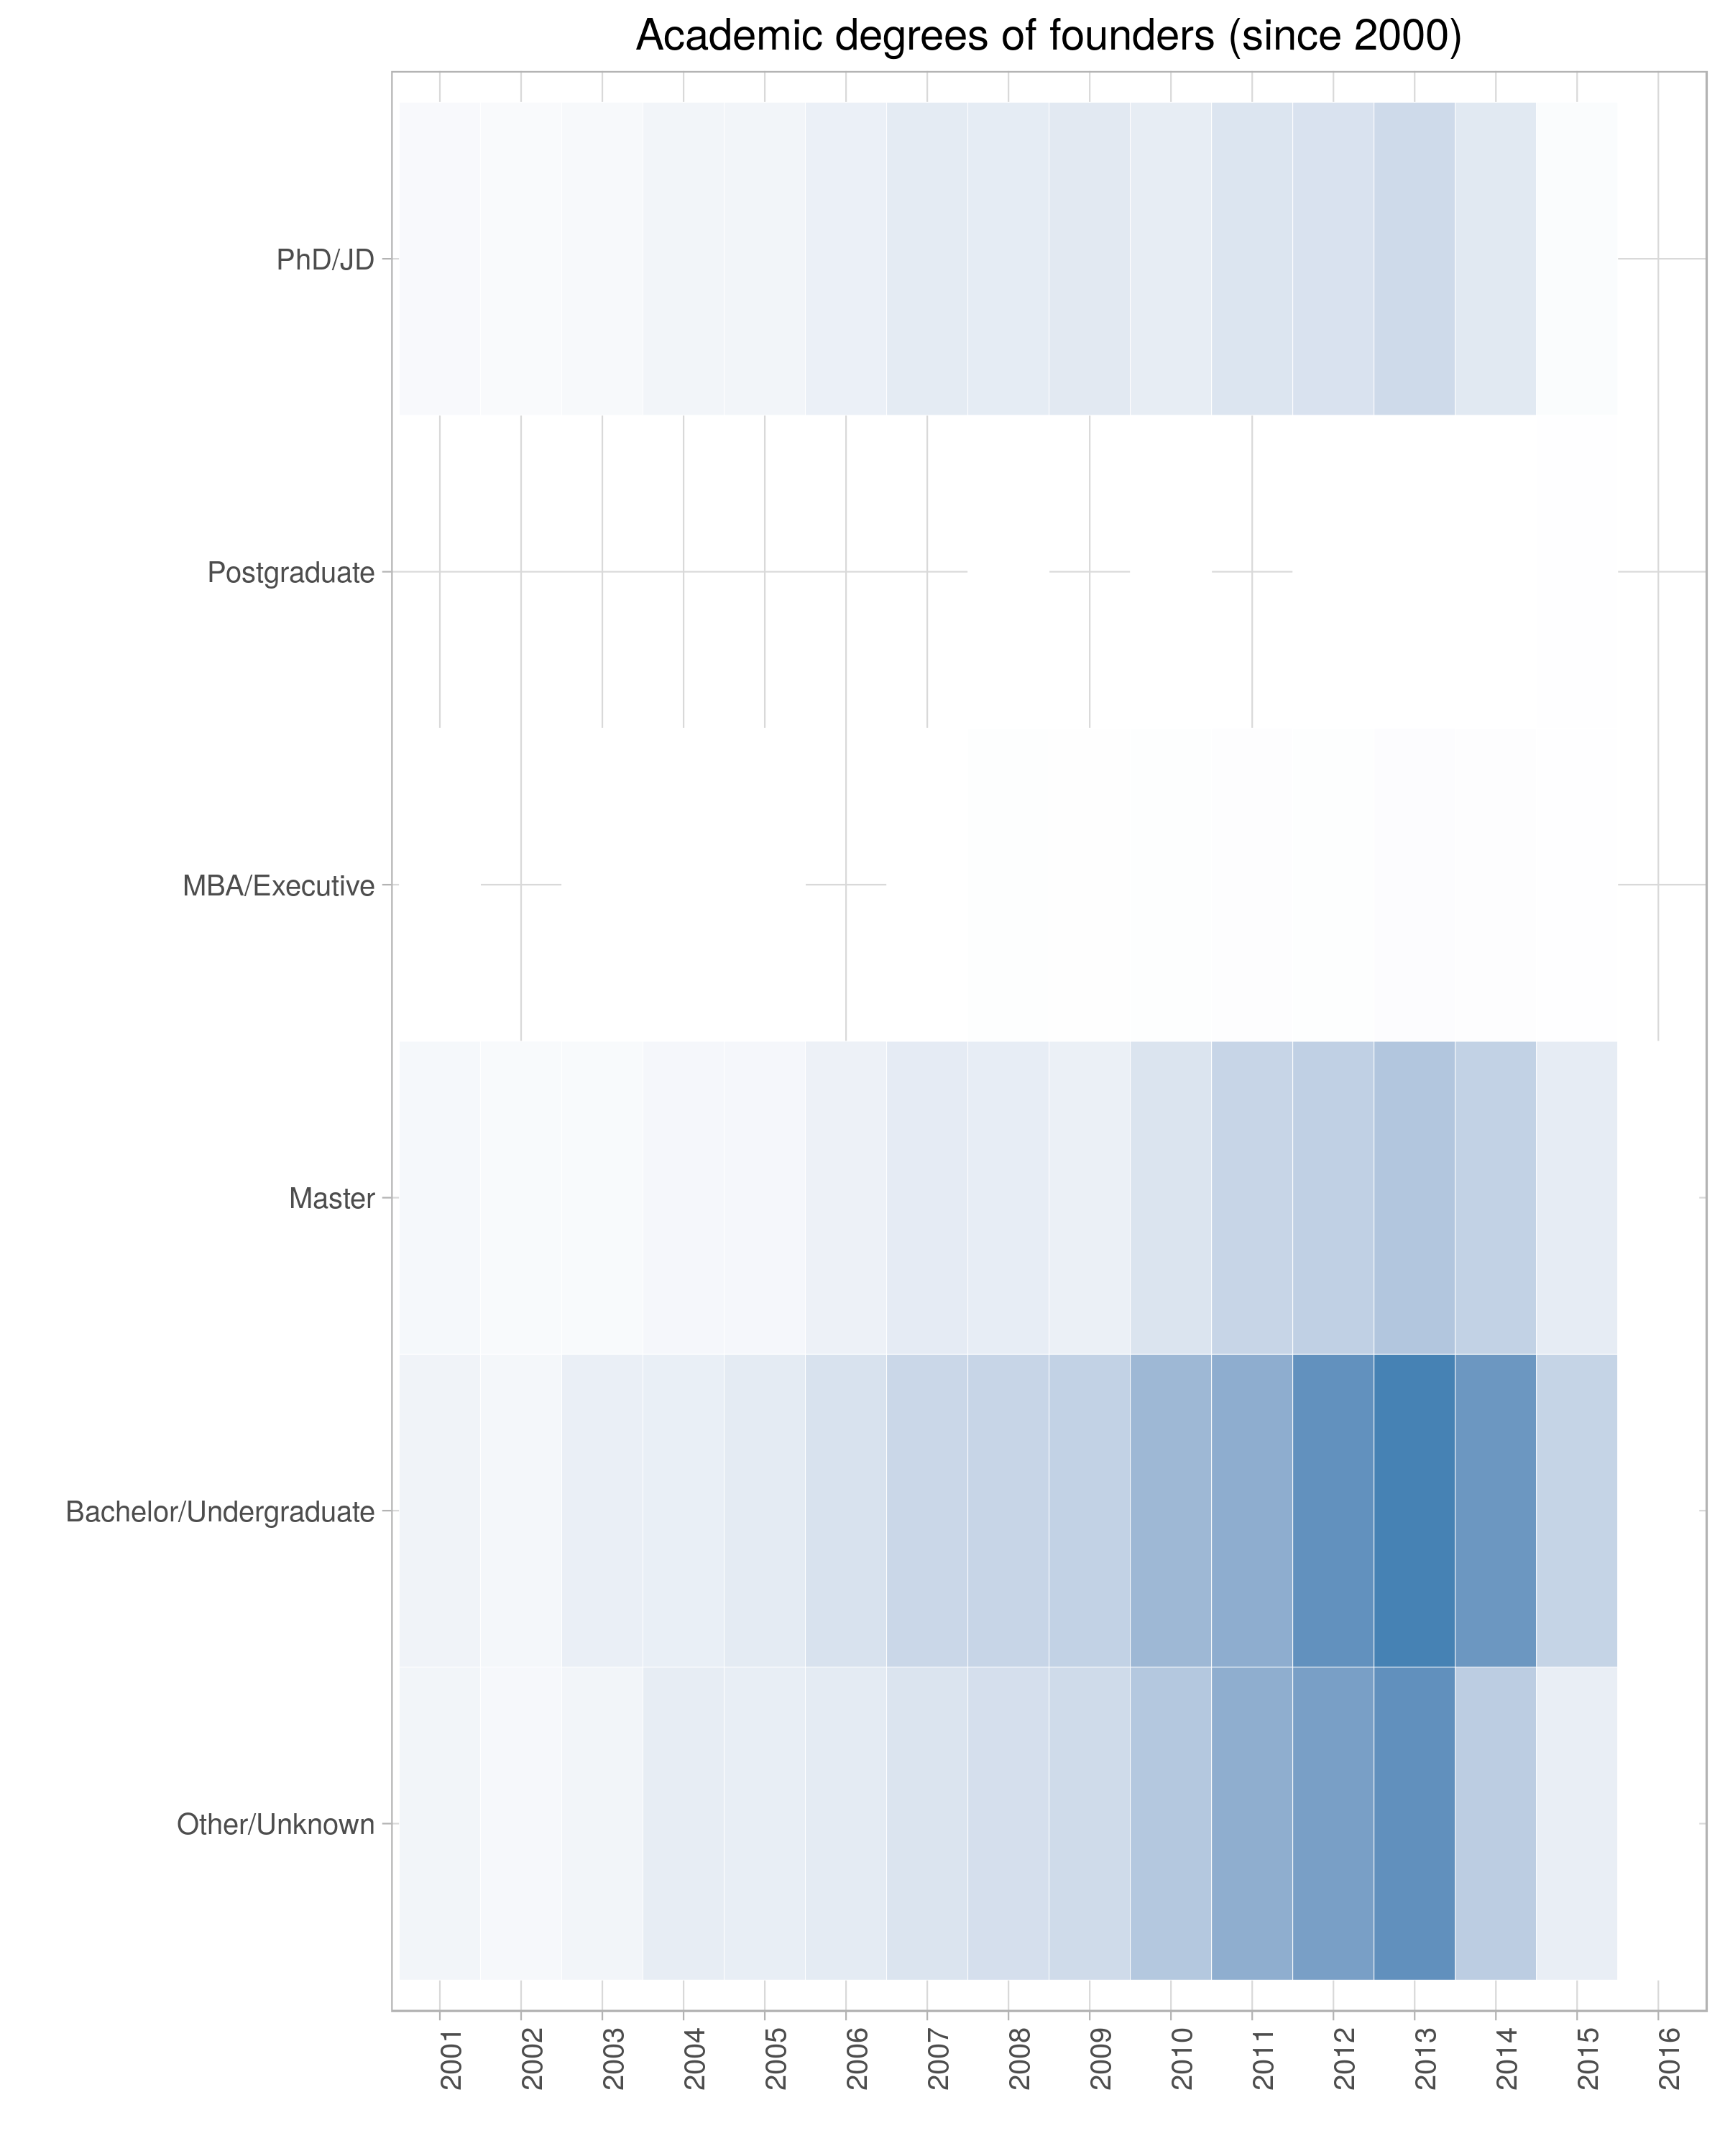 Academic degrees of founders (since 2000)
PhD/JD
Postgraduate
MBA/Executive
Master
Bachelor/Undergraduate
Other/Unknown
2001
2002
2003
2004
2005
2006
2007
2008
2009
2010
2011
2012
2013
2014
2015
2016